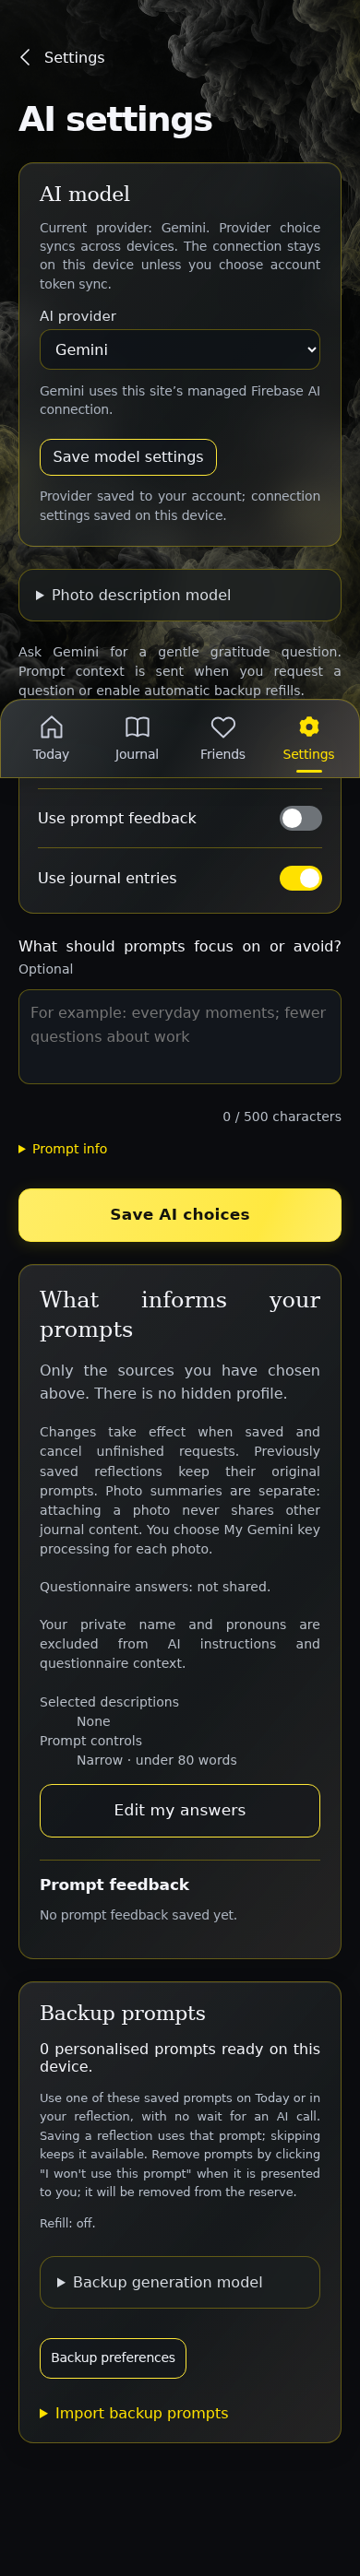 Settings
AI settings
AI model
Current provider: Gemini. Provider choice
syncs across devices. The connection stays
on this device unless you choose account
token sync.
AI provider
Gemini
Gemini uses this site’s managed Firebase AI
connection.
Save model settings
Provider saved to your account; connection
settings saved on this device.
Photo description model
Ask Gemini for a gentle gratitude question.
Prompt context is sent when you request a
question or enable automatic backup refills.
Today
Journal
Friends
Settings
Use prompt feedback
Use journal entries
What should prompts focus on or avoid?
Optional
For example: everyday moments; fewer
questions about work
0 / 500 characters
Prompt info
Save AI choices
What informs your
prompts
Only the sources you have chosen
above. There is no hidden profile.
Changes take effect when saved and
cancel unfinished requests. Previously
saved reflections keep their original
prompts. Photo summaries are separate:
attaching a photo never shares other
journal content. You choose My Gemini key
processing for each photo.
Questionnaire answers: not shared.
Your private name and pronouns are
excluded from AI instructions and
questionnaire context.
Selected descriptions
None
Prompt controls
Narrow · under 80 words
Edit my answers
Prompt feedback
No prompt feedback saved yet.
Backup prompts
0 personalised prompts ready on this
device.
Use one of these saved prompts on Today or in
your reflection, with no wait for an AI call.
Saving a reflection uses that prompt; skipping
keeps it available. Remove prompts by clicking
"I won't use this prompt" when it is presented
to you; it will be removed from the reserve.
Refill: off.
Backup generation model
Backup preferences
Import backup prompts